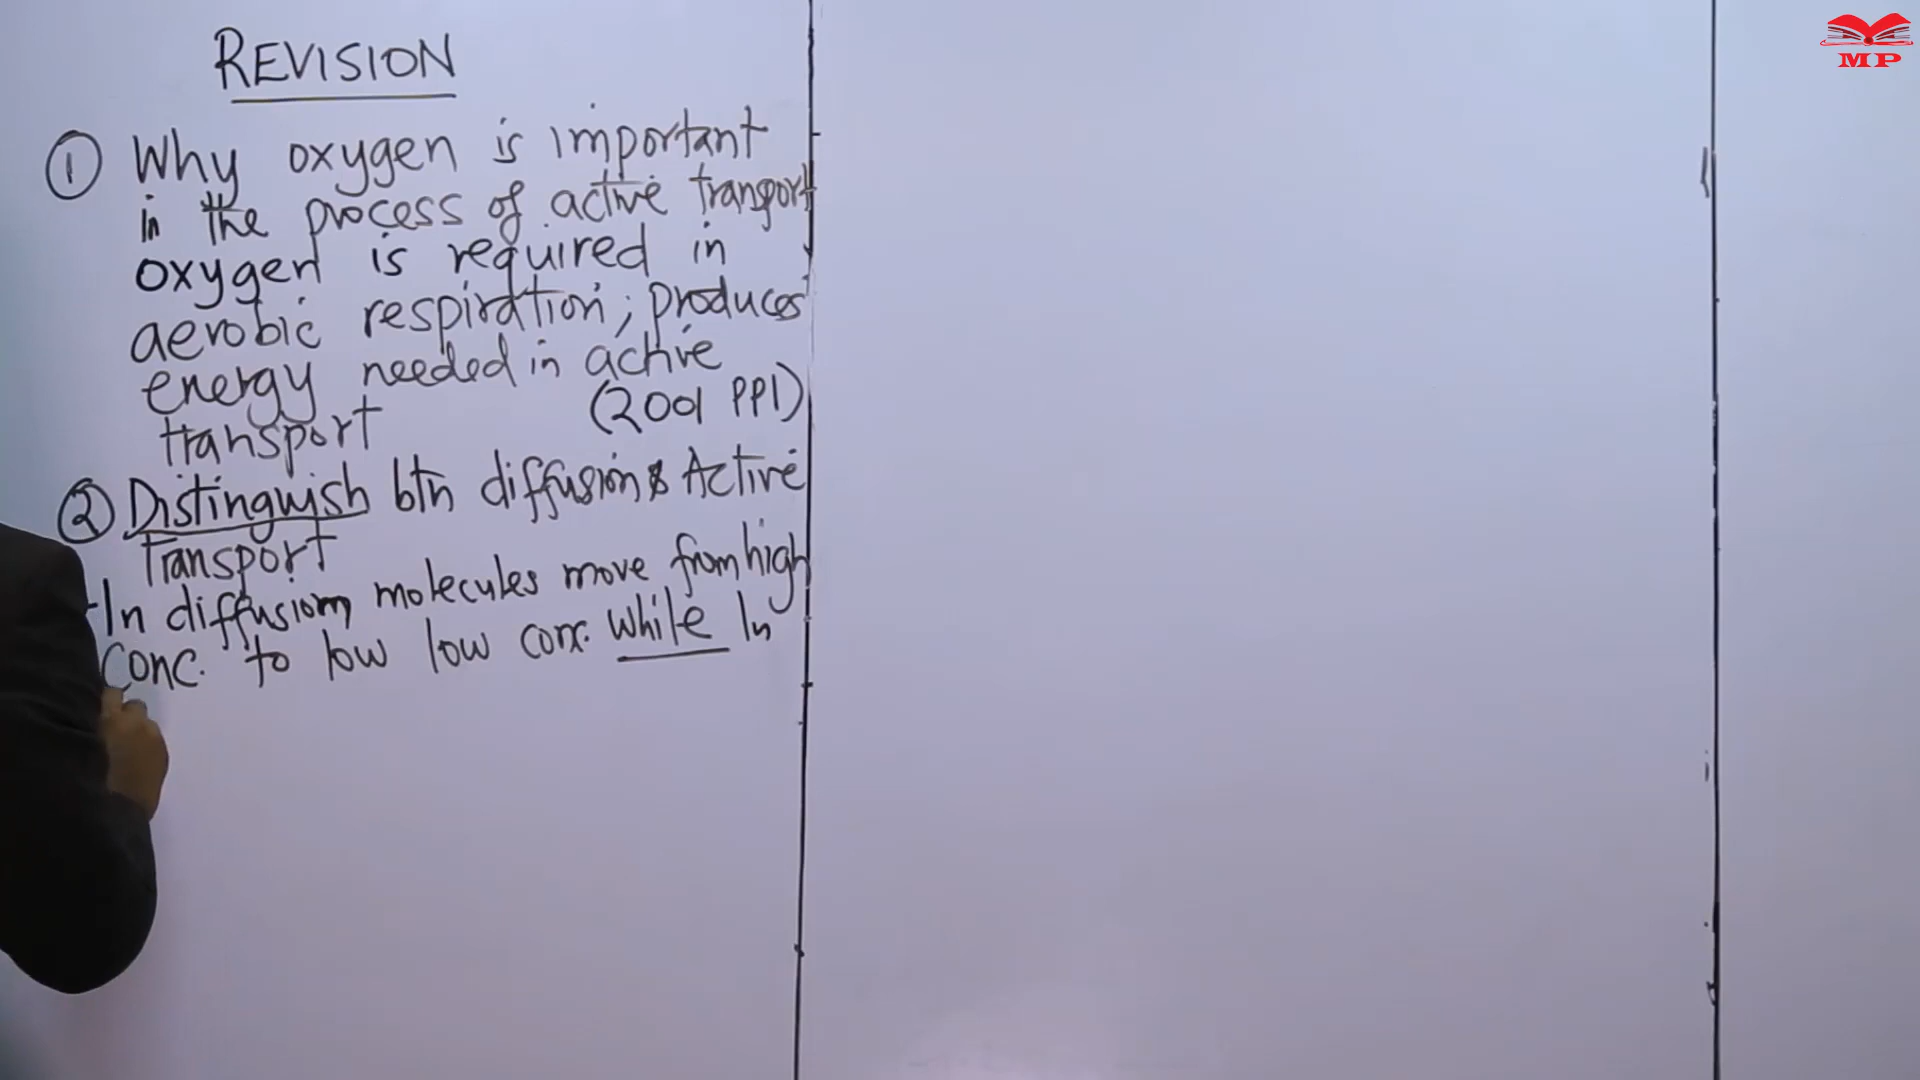 REVISION
① Why oxygen is important
in the process of active transport
oxygen is required in
aerobic respiration; produces
energy needed in active
transport (2001 PP1)
② Distinguish btn diffusion & Active
Transport
-In diffusion, molecules move from high
conc. to low low conc. while In
MP